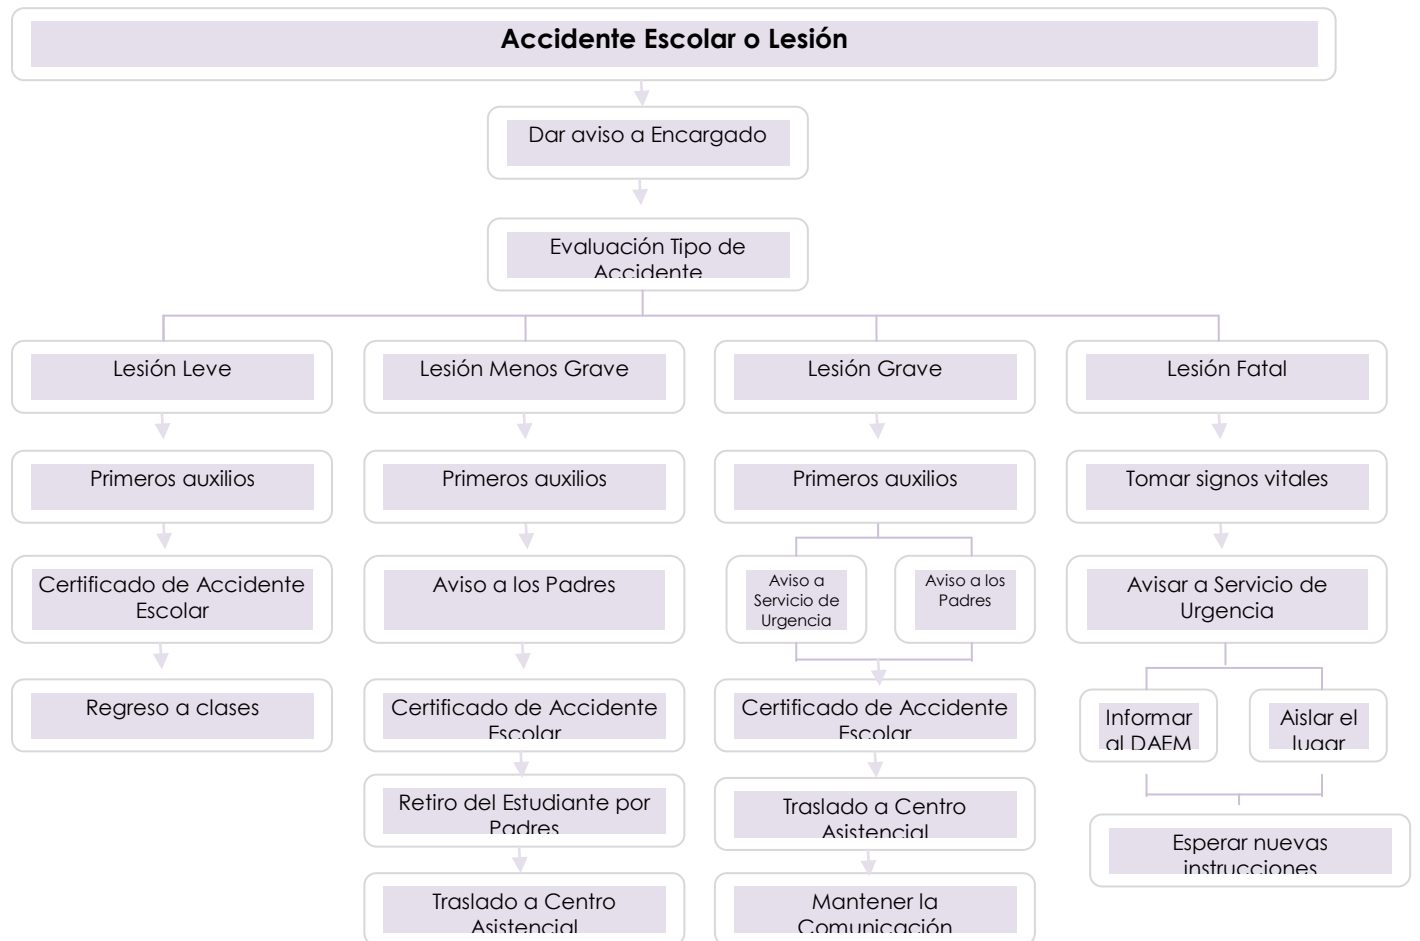 Accidente Escolar o Lesión
Dar aviso a Encargado
Evaluación Tipo de
Accidente
Lesión Leve
Lesión Menos Grave
Lesión Grave
Lesión Fatal
Primeros auxilios
Primeros auxilios
Primeros auxilios
Tomar signos vitales
Certificado de Accidente
Escolar
Aviso a los Padres
Aviso a
Servicio de
Urgencia
Aviso a los
Padres
Avisar a Servicio de
Urgencia
Regreso a clases
Certificado de Accidente
Escolar
Certificado de Accidente
Escolar
Informar
al DAEM
Aislar el
lugar
Retiro del Estudiante por
Padres
Traslado a Centro
Asistencial
Esperar nuevas
instrucciones
Traslado a Centro
Asistencial
Mantener la
Comunicación